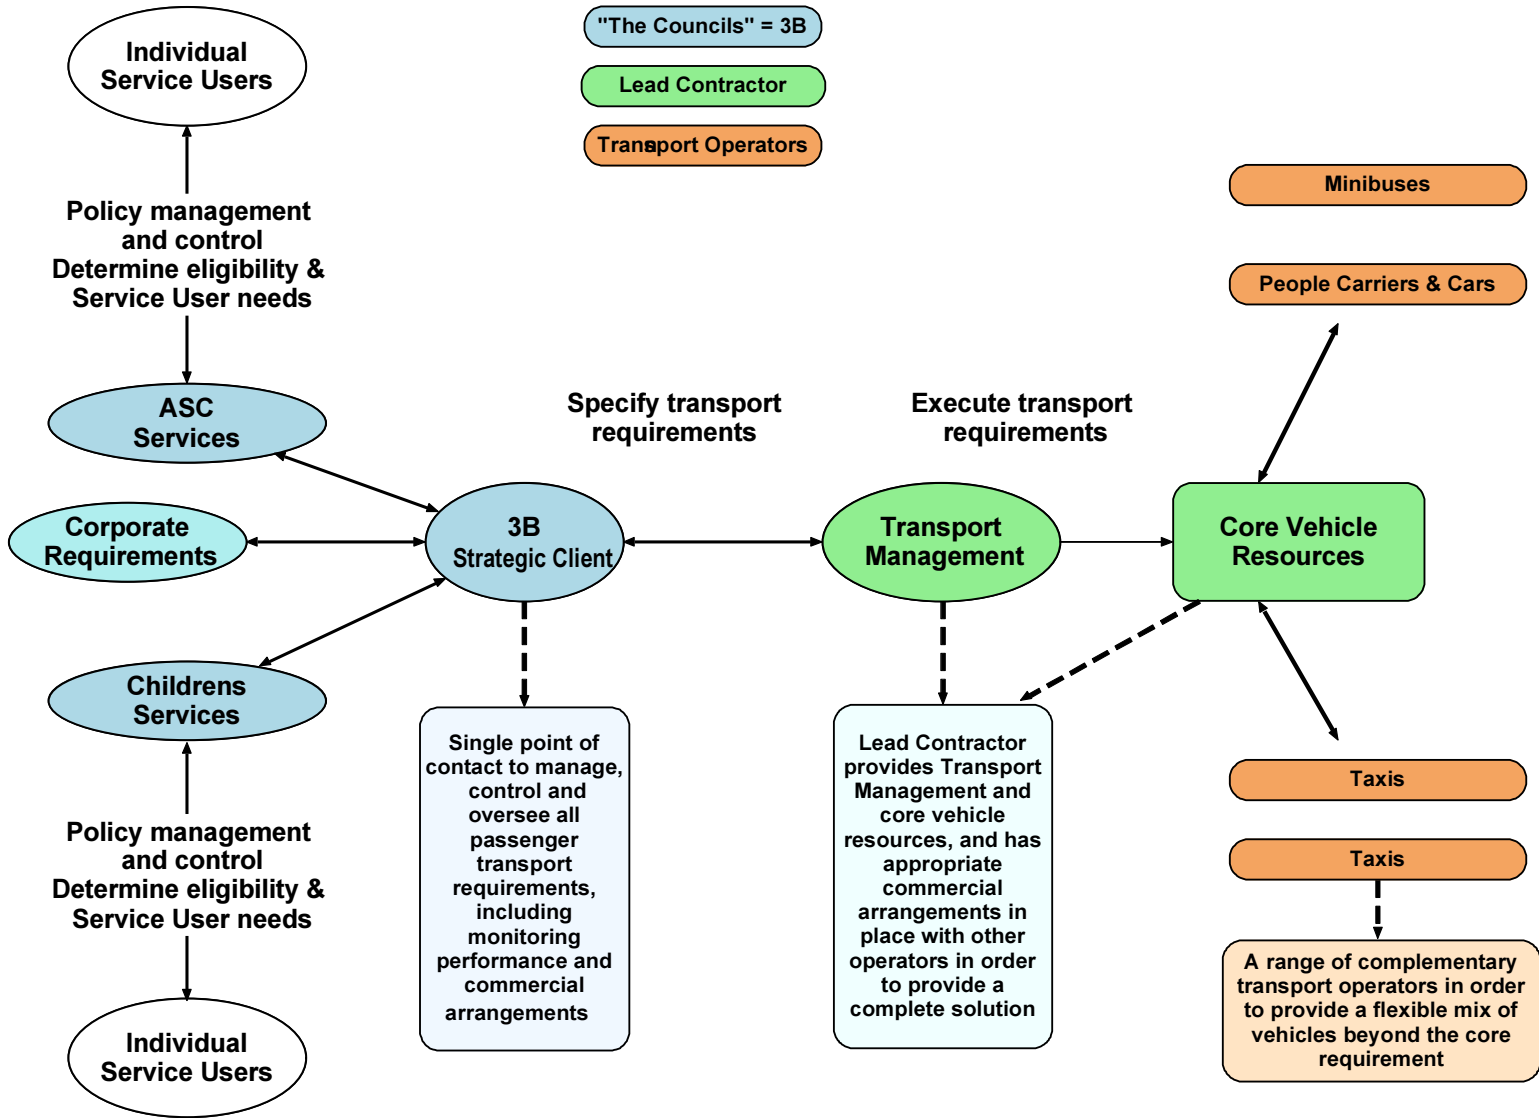 Individual
Service Users
"The Councils" = 3B
Lead Contractor
Transport Operators
Policy management
and control
Determine eligibility &
Service User needs
Minibuses
People Carriers & Cars
ASC
Services
Specify transport
requirements
Execute transport
requirements
Corporate
Requirements
3B
Strategic Client
Transport
Management
Core Vehicle
Resources
Childrens
Services
Single point of
contact to manage,
control and
oversee all
passenger
transport
requirements,
including
monitoring
performance and
commercial
arrangements
Lead Contractor
provides Transport
Management and
core vehicle
resources, and has
appropriate
commercial
arrangements in
place with other
operators in order
to provide a
complete solution
Taxis
Taxis
A range of complementary
transport operators in order
to provide a flexible mix of
vehicles beyond the core
requirement
Policy management
and control
Determine eligibility &
Service User needs
Individual
Service Users